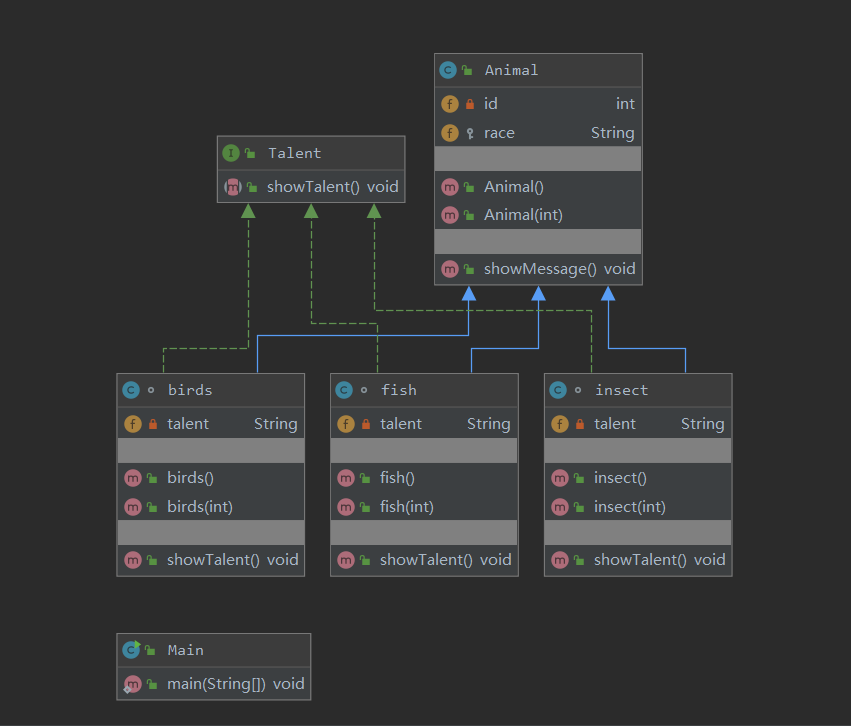 Animal
id int
race String
Animal()
Animal(int)
showMessage() void
Talent
showTalent() void
birds
talent String
birds()
birds(int)
showTalent() void
fish
talent String
fish()
fish(int)
showTalent() void
insect
talent String
insect()
insect(int)
showTalent() void
Main
main(String[]) void